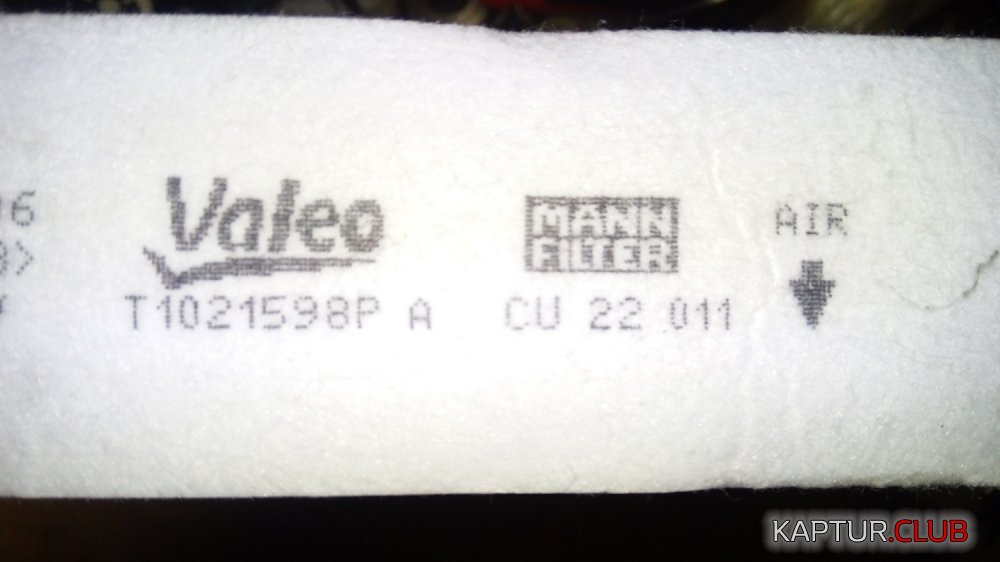 Valeo
T1021598P A
MANN
FILTER
CU 22 011
AIR
KAPTUR.CLUB